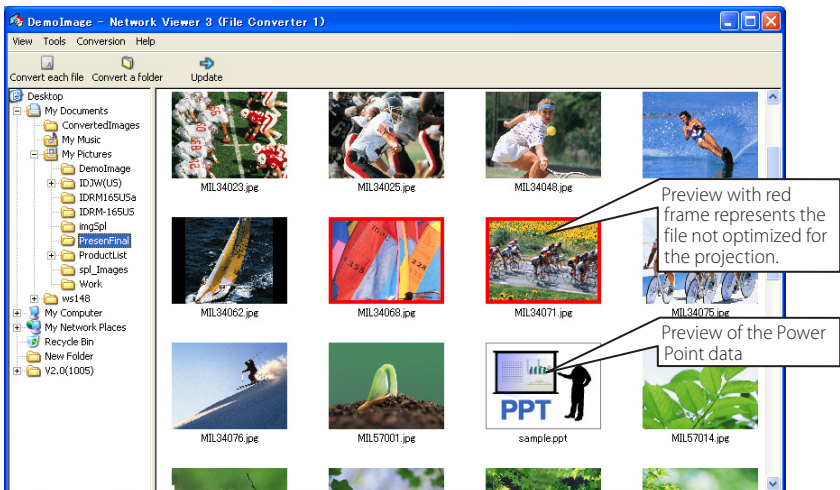 DemoImage - Network Viewer 3 (File Converter 1)
View Tools Conversion Help
Convert each file Convert a folder Update
Desktop
My Documents
ConvertedImages
My Music
My Pictures
DemoImage
IDJW(US)
IDRM165USa
IDRM-165US
imgSpl
PresenFinal
ProductList
spl_Images
Work
ws148
My Computer
My Network Places
Recycle Bin
New Folder
V2.0(1005)
MIL34023.jpg MIL34025.jpg MIL34048.jpg
Preview with red
frame represents the
file not optimized for
the projection.
MIL34062.jpg MIL34068.jpg MIL34071.jpg MIL34075.jpg
Preview of the Power
Point data
PPT
MIL34076.jpg MIL57001.jpg sample.ppt MIL57014.jpg